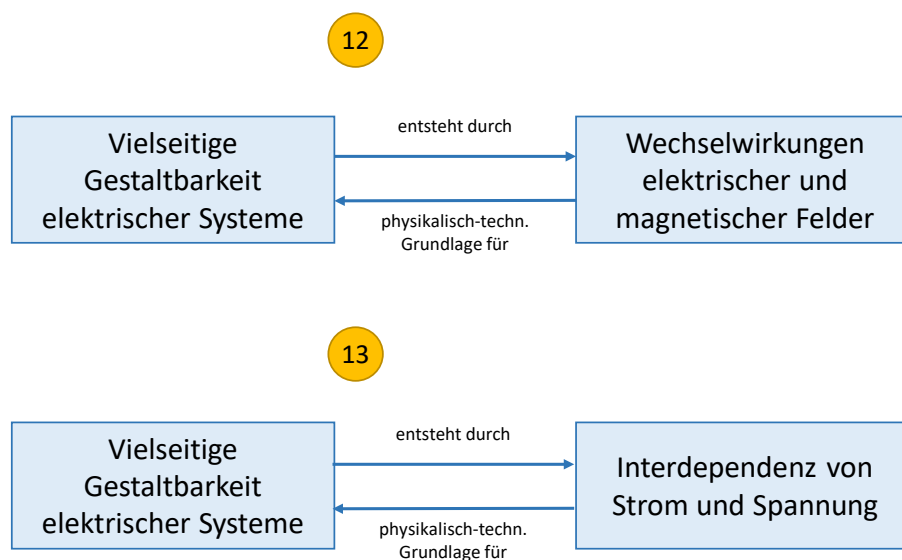 12
Vielseitige
Gestaltbarkeit
elektrischer Systeme
entsteht durch
physikalisch-techn.
Grundlage für
Wechselwirkungen
elektrischer und
magnetischer Felder
13
Vielseitige
Gestaltbarkeit
elektrischer Systeme
entsteht durch
physikalisch-techn.
Grundlage für
Interdependenz von
Strom und Spannung